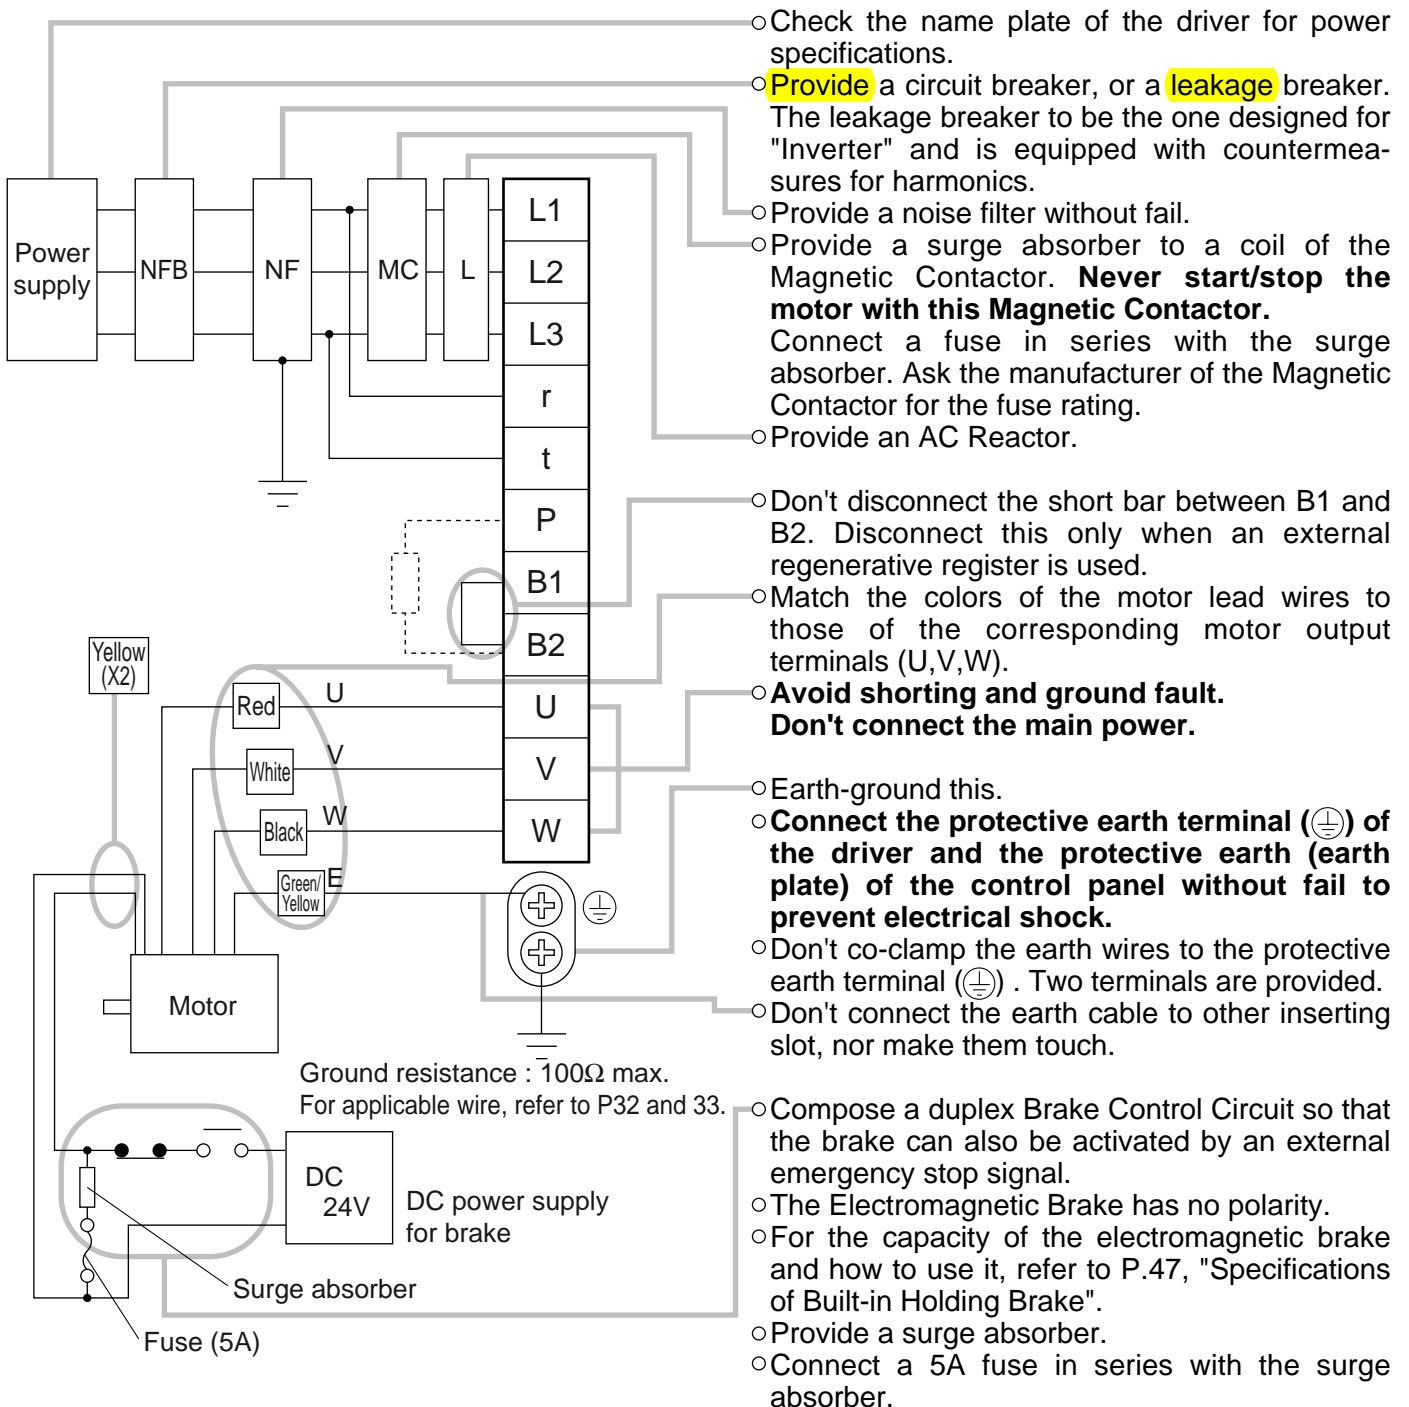 Check the name plate of the driver for power
specifications.
Provide a circuit breaker, or a leakage breaker.
The leakage breaker to be the one designed for
"Inverter" and is equipped with countermea-
sures for harmonics.
Provide a noise filter without fail.
Provide a surge absorber to a coil of the
Magnetic Contactor. Never start/stop the
motor with this Magnetic Contactor.
Connect a fuse in series with the surge
absorber. Ask the manufacturer of the Magnetic
Contactor for the fuse rating.
Provide an AC Reactor.
Don't disconnect the short bar between B1 and
B2. Disconnect this only when an external
regenerative register is used.
Match the colors of the motor lead wires to
those of the corresponding motor output
terminals (U,V,W).
Avoid shorting and ground fault.
Don't connect the main power.
Earth-ground this.
Connect the protective earth terminal (⏚) of
the driver and the protective earth (earth
plate) of the control panel without fail to
prevent electrical shock.
Don't co-clamp the earth wires to the protective
earth terminal (⏚) . Two terminals are provided.
Don't connect the earth cable to other inserting
slot, nor make them touch.
Compose a duplex Brake Control Circuit so that
the brake can also be activated by an external
emergency stop signal.
The Electromagnetic Brake has no polarity.
For the capacity of the electromagnetic brake
and how to use it, refer to P.47, "Specifications
of Built-in Holding Brake".
Provide a surge absorber.
Connect a 5A fuse in series with the surge
absorber.
Power
supply
NFB
NF
MC
L
L1
L2
L3
r
t
P
B1
B2
U
V
W
Yellow
(X2)
Red
U
White
V
Black
W
Green/
Yellow
E
Motor
Ground resistance : 100Ω max.
For applicable wire, refer to P32 and 33.
DC
24V
DC power supply
for brake
Surge absorber
Fuse (5A)